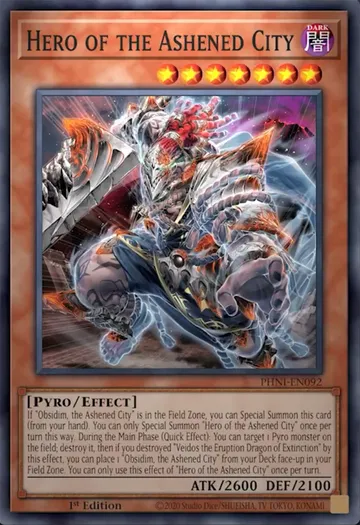 HERO OF THE ASHENED CITY
DARK
闇
PHNI-EN092
[PYRO/EFFECT]
If "Obsidim, the Ashened City" is in the Field Zone, you can Special Summon this card
(from your hand). You can only Special Summon "Hero of the Ashened City" once per
turn this way. During the Main Phase (Quick Effect): You can target 1 Pyro monster on
the field; destroy it, then if you destroyed "Veidos the Eruption Dragon of Extinction" by
this effect, you can place 1 "Obsidim, the Ashened City" from your Deck face-up in your
Field Zone. You can only use this effect of "Hero of the Ashened City" once per turn.
ATK/2600 DEF/2100
1st Edition
©2020 Studio Dice/SHUEISHA, TV TOKYO, KONAMI